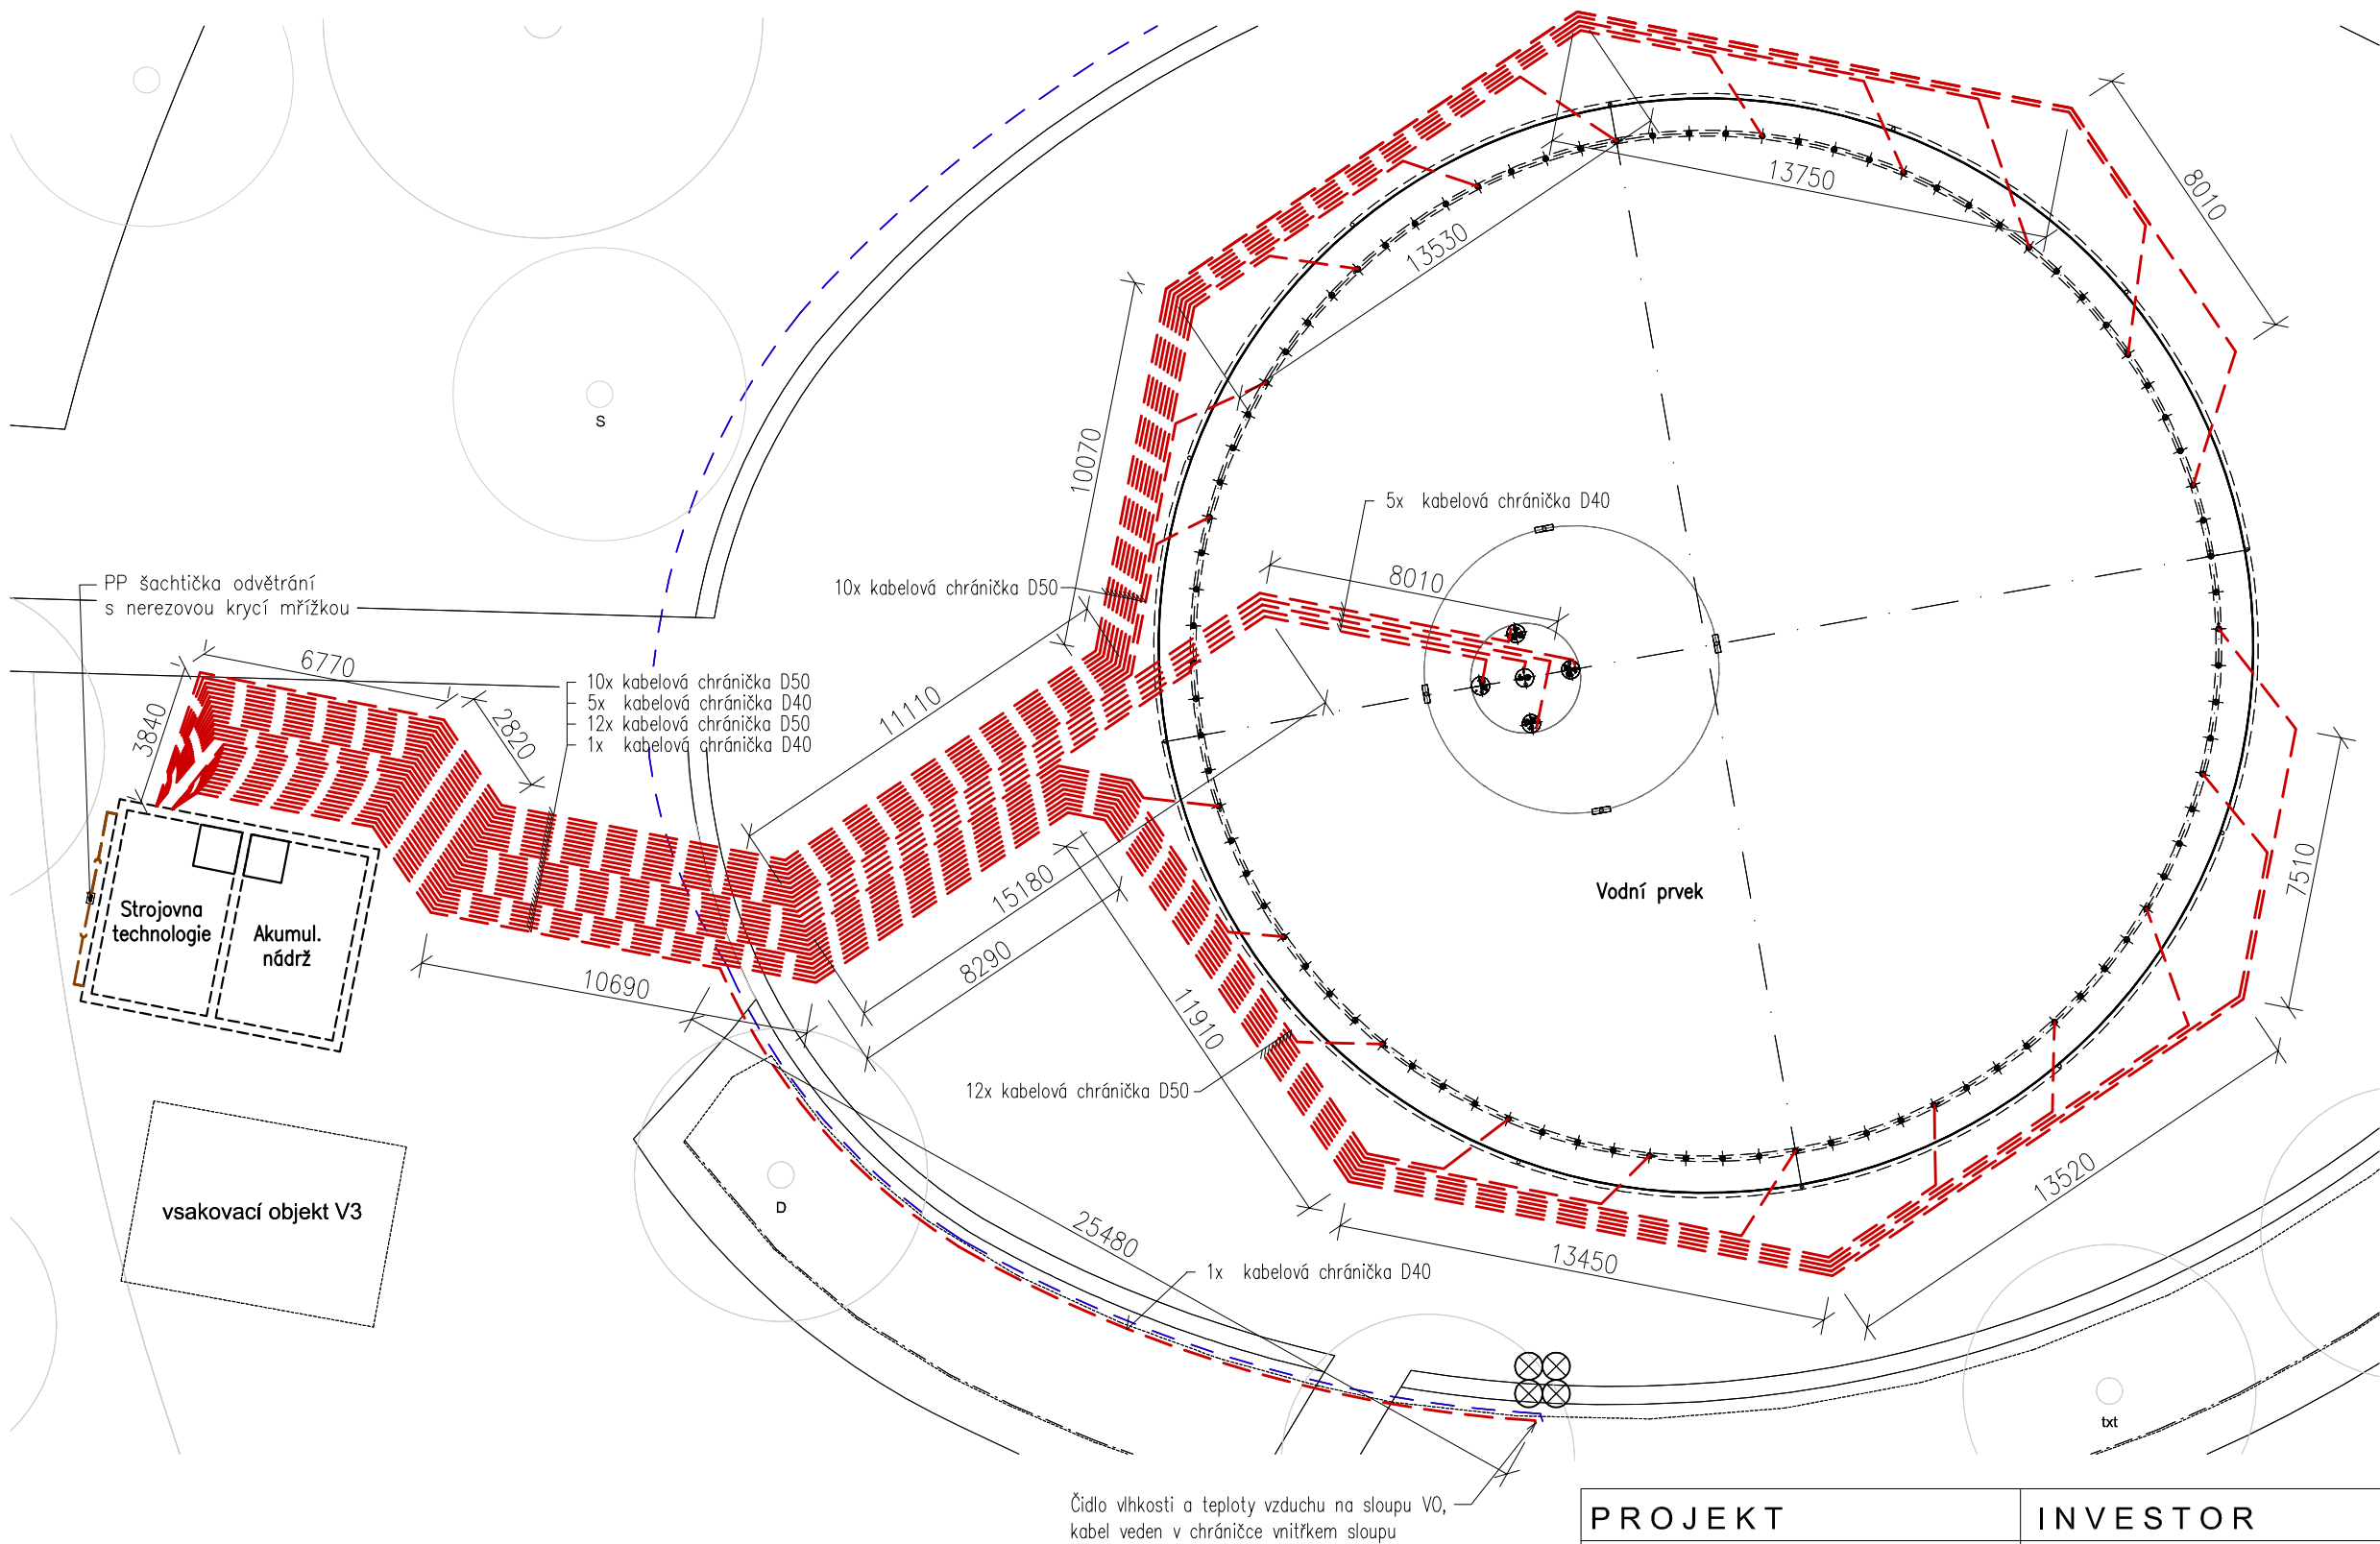 13750
8010
13530
S
10070
5x kabelová chránička D40
8010
10x kabelová chránička D50
PP šachtička odvětrání
s nerezovou krycí mřížkou
6770
3840
2820
10x kabelová chránička D50
5x kabelová chránička D40
12x kabelová chránička D50
1x kabelová chránička D40
11110
15180
8290
10690
Strojovna
technologie
Akumul.
nádrž
Vodní prvek
7510
11910
12x kabelová chránička D50
vsakovací objekt V3
D
25480
13520
13450
1x kabelová chránička D40
txt
Čidlo vlhkosti a teploty vzduchu na sloupu VO,
kabel veden v chráničce vnitřkem sloupu
PROJEKT
INVESTOR